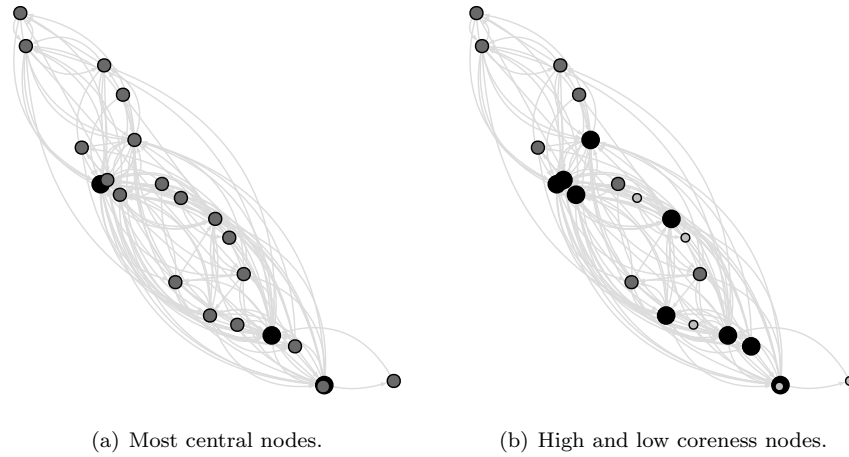 (a) Most central nodes.
(b) High and low coreness nodes.